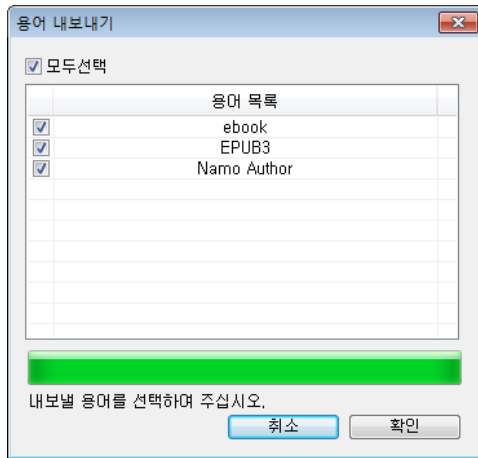 용어 내보내기
모두선택
용어 목록
ebook
EPUB3
Namo Author
내보낼 용어를 선택하여 주십시오.
취소 확인